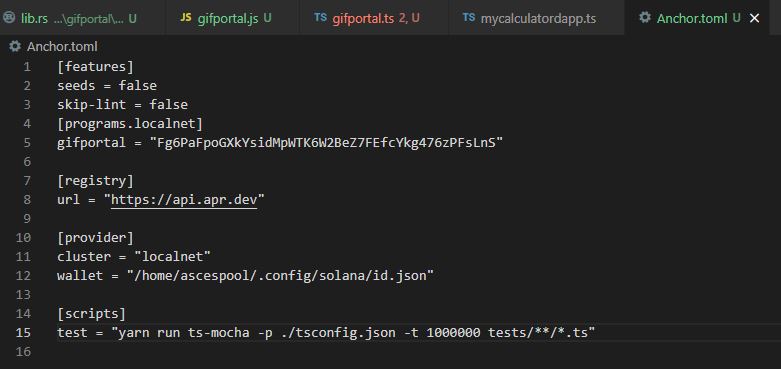 lib.rs ...\gifportal\... U
JS gifportal.js U
TS gifportal.ts 2, U
TS mycalculatordapp.ts
Anchor.toml U
Anchor.toml
1 [features]
2 seeds = false
3 skip-lint = false
4 [programs.localnet]
5 gifportal = "Fg6PaFpoGXkYsidMpWTK6W2BeZ7FEfcYkg476zPFsLnS"
6
7 [registry]
8 url = "https://api.apr.dev"
9
10 [provider]
11 cluster = "localnet"
12 wallet = "/home/ascespool/.config/solana/id.json"
13
14 [scripts]
15 test = "yarn run ts-mocha -p ./tsconfig.json -t 1000000 tests/**/*.ts"
16